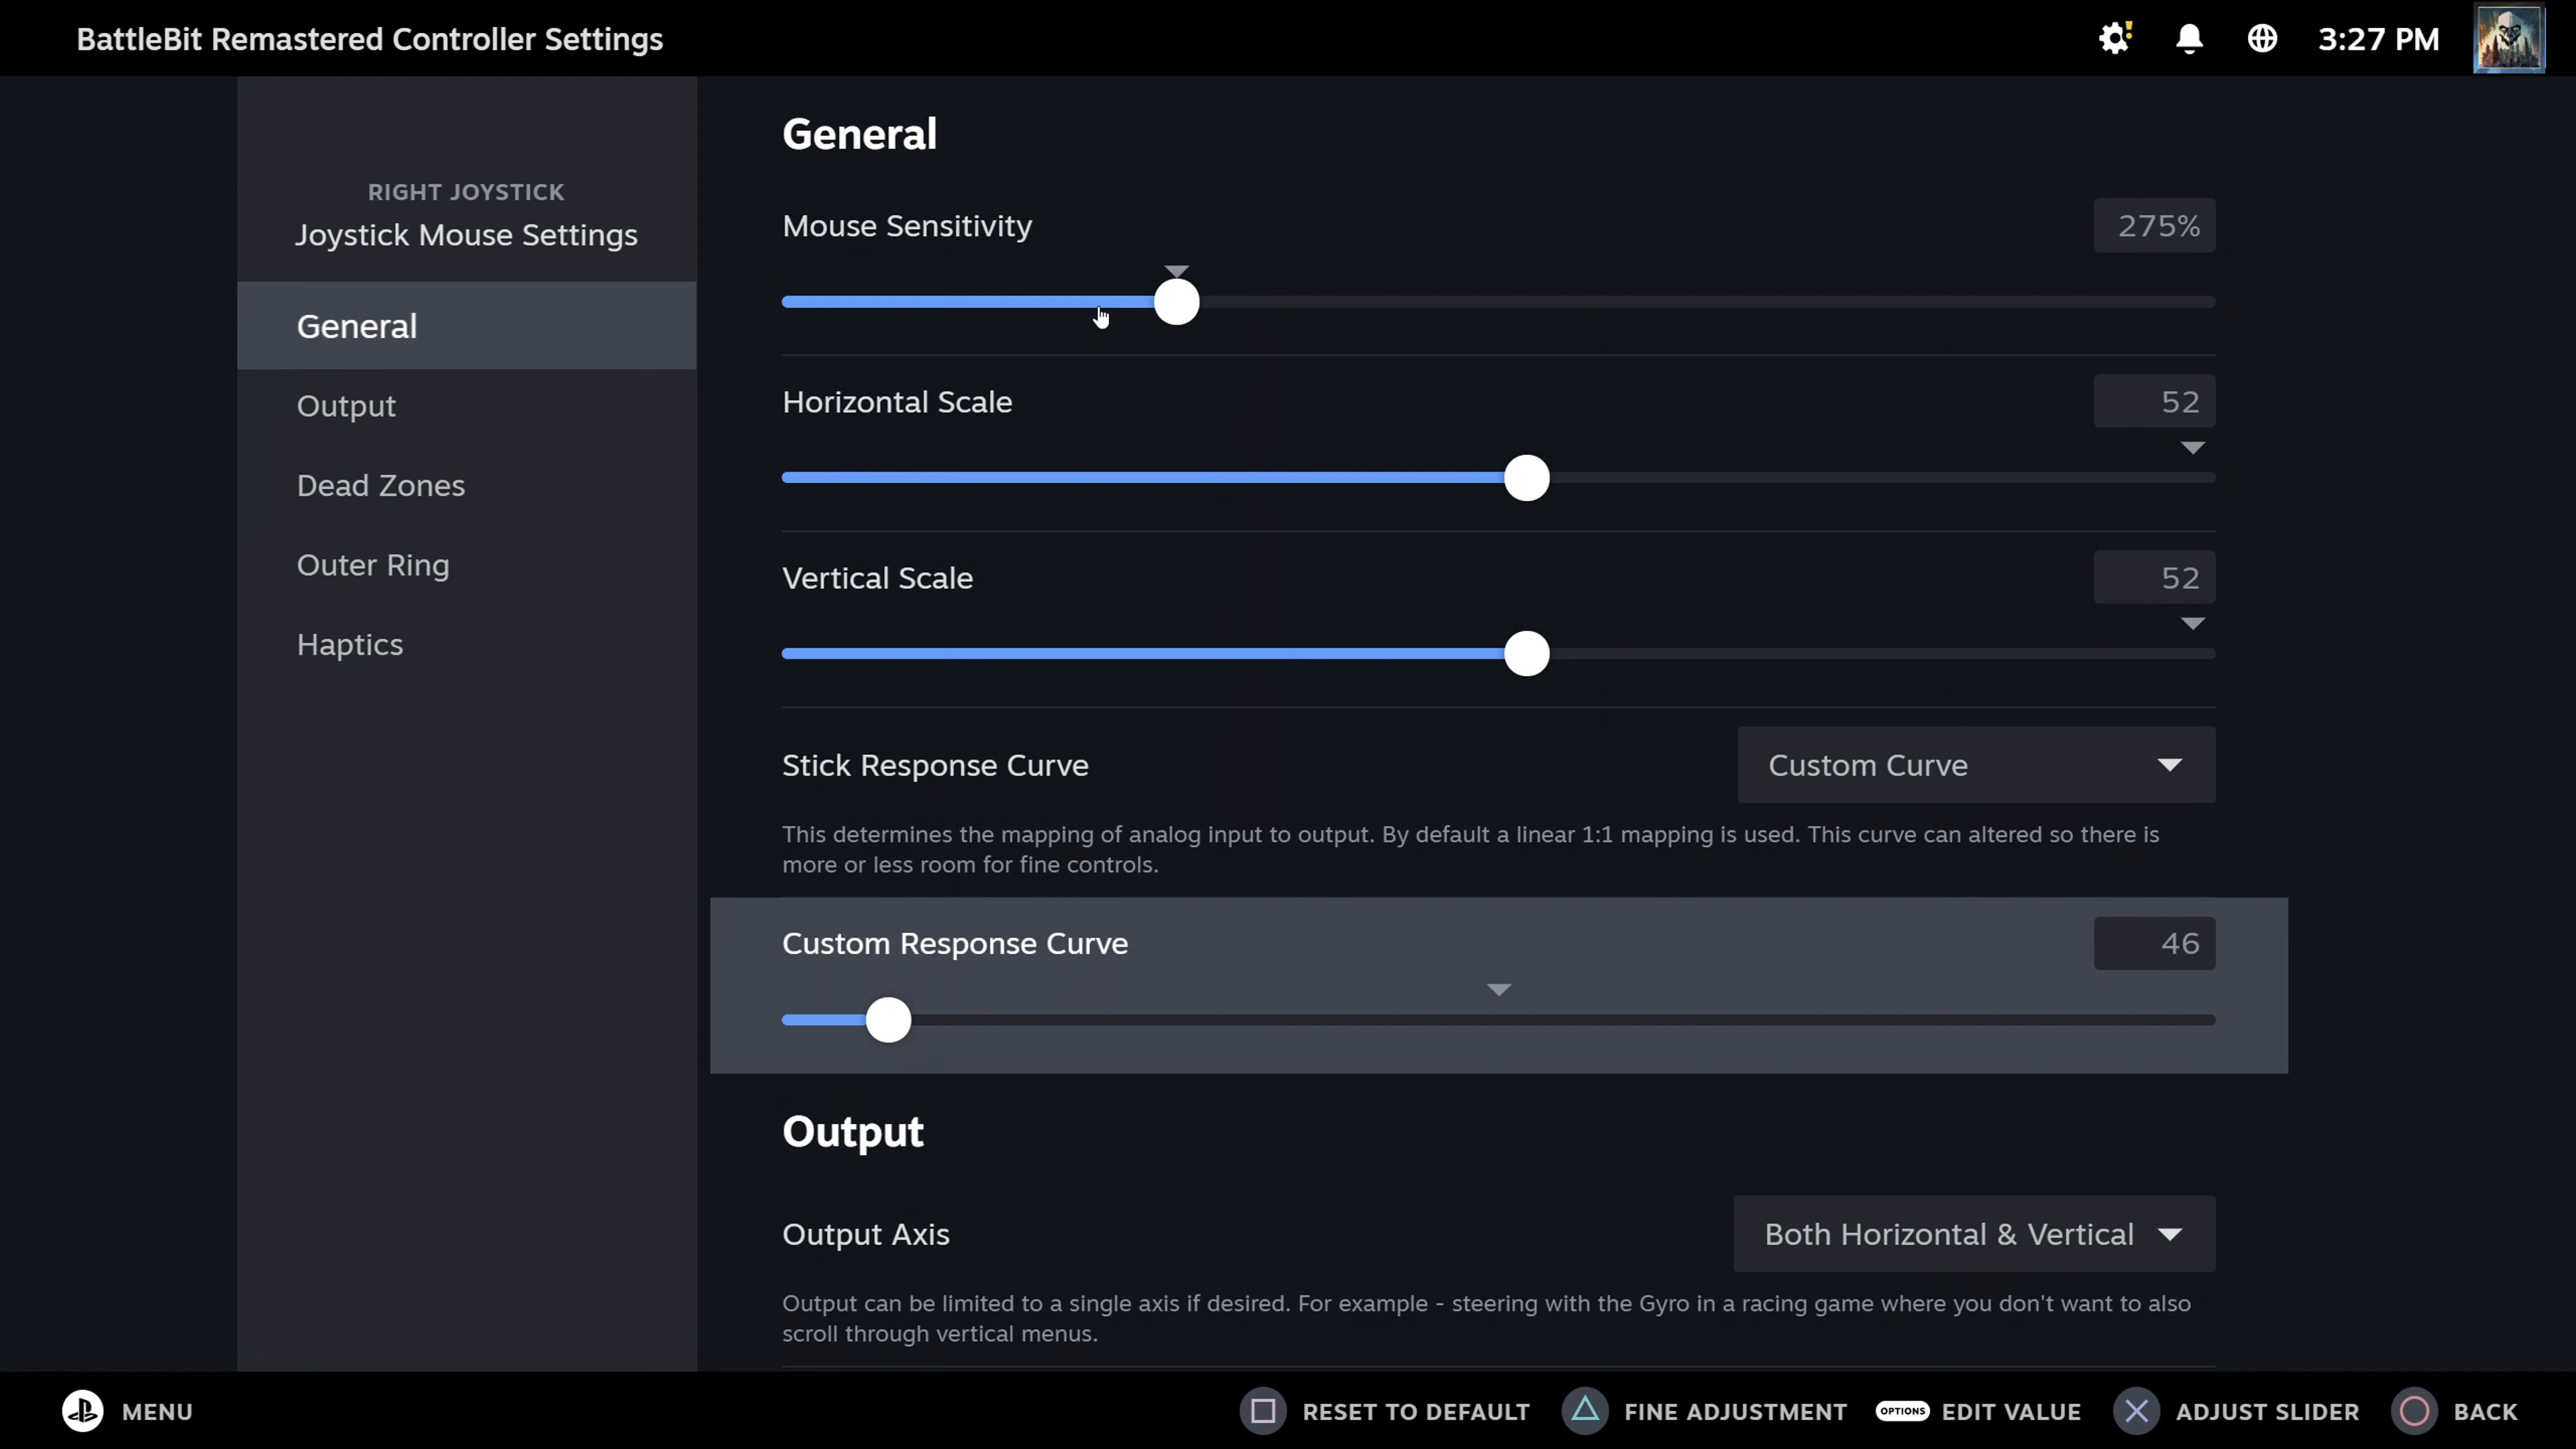 BattleBit Remastered Controller Settings
3:27 PM
RIGHT JOYSTICK
Joystick Mouse Settings
General
Output
Dead Zones
Outer Ring
Haptics
General
Mouse Sensitivity
275%
Horizontal Scale
52
Vertical Scale
52
Stick Response Curve
Custom Curve
This determines the mapping of analog input to output. By default a linear 1:1 mapping is used. This curve can altered so there is
more or less room for fine controls.
Custom Response Curve
46
Output
Output Axis
Both Horizontal & Vertical
Output can be limited to a single axis if desired. For example - steering with the Gyro in a racing game where you don't want to also
scroll through vertical menus.
MENU
RESET TO DEFAULT
FINE ADJUSTMENT
OPTIONS
EDIT VALUE
ADJUST SLIDER
BACK